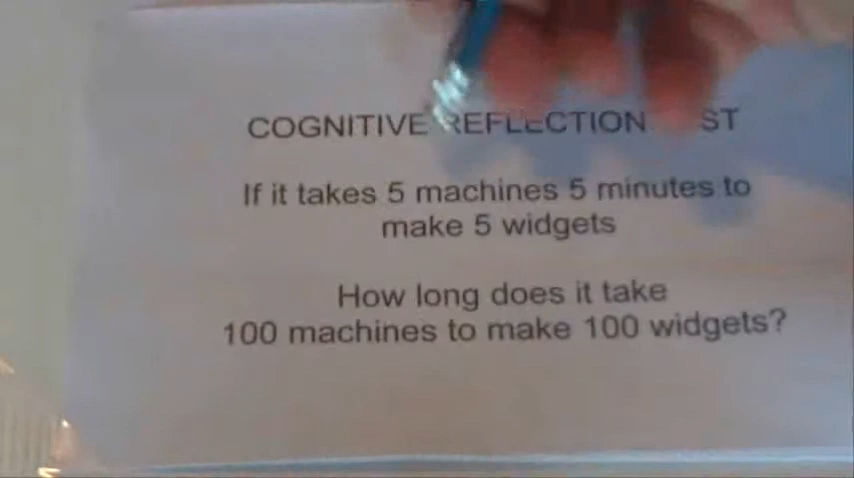 COGNITIVE REFLECTION ST
If it takes 5 machines 5 minutes to
make 5 widgets
How long does it take
100 machines to make 100 widgets?